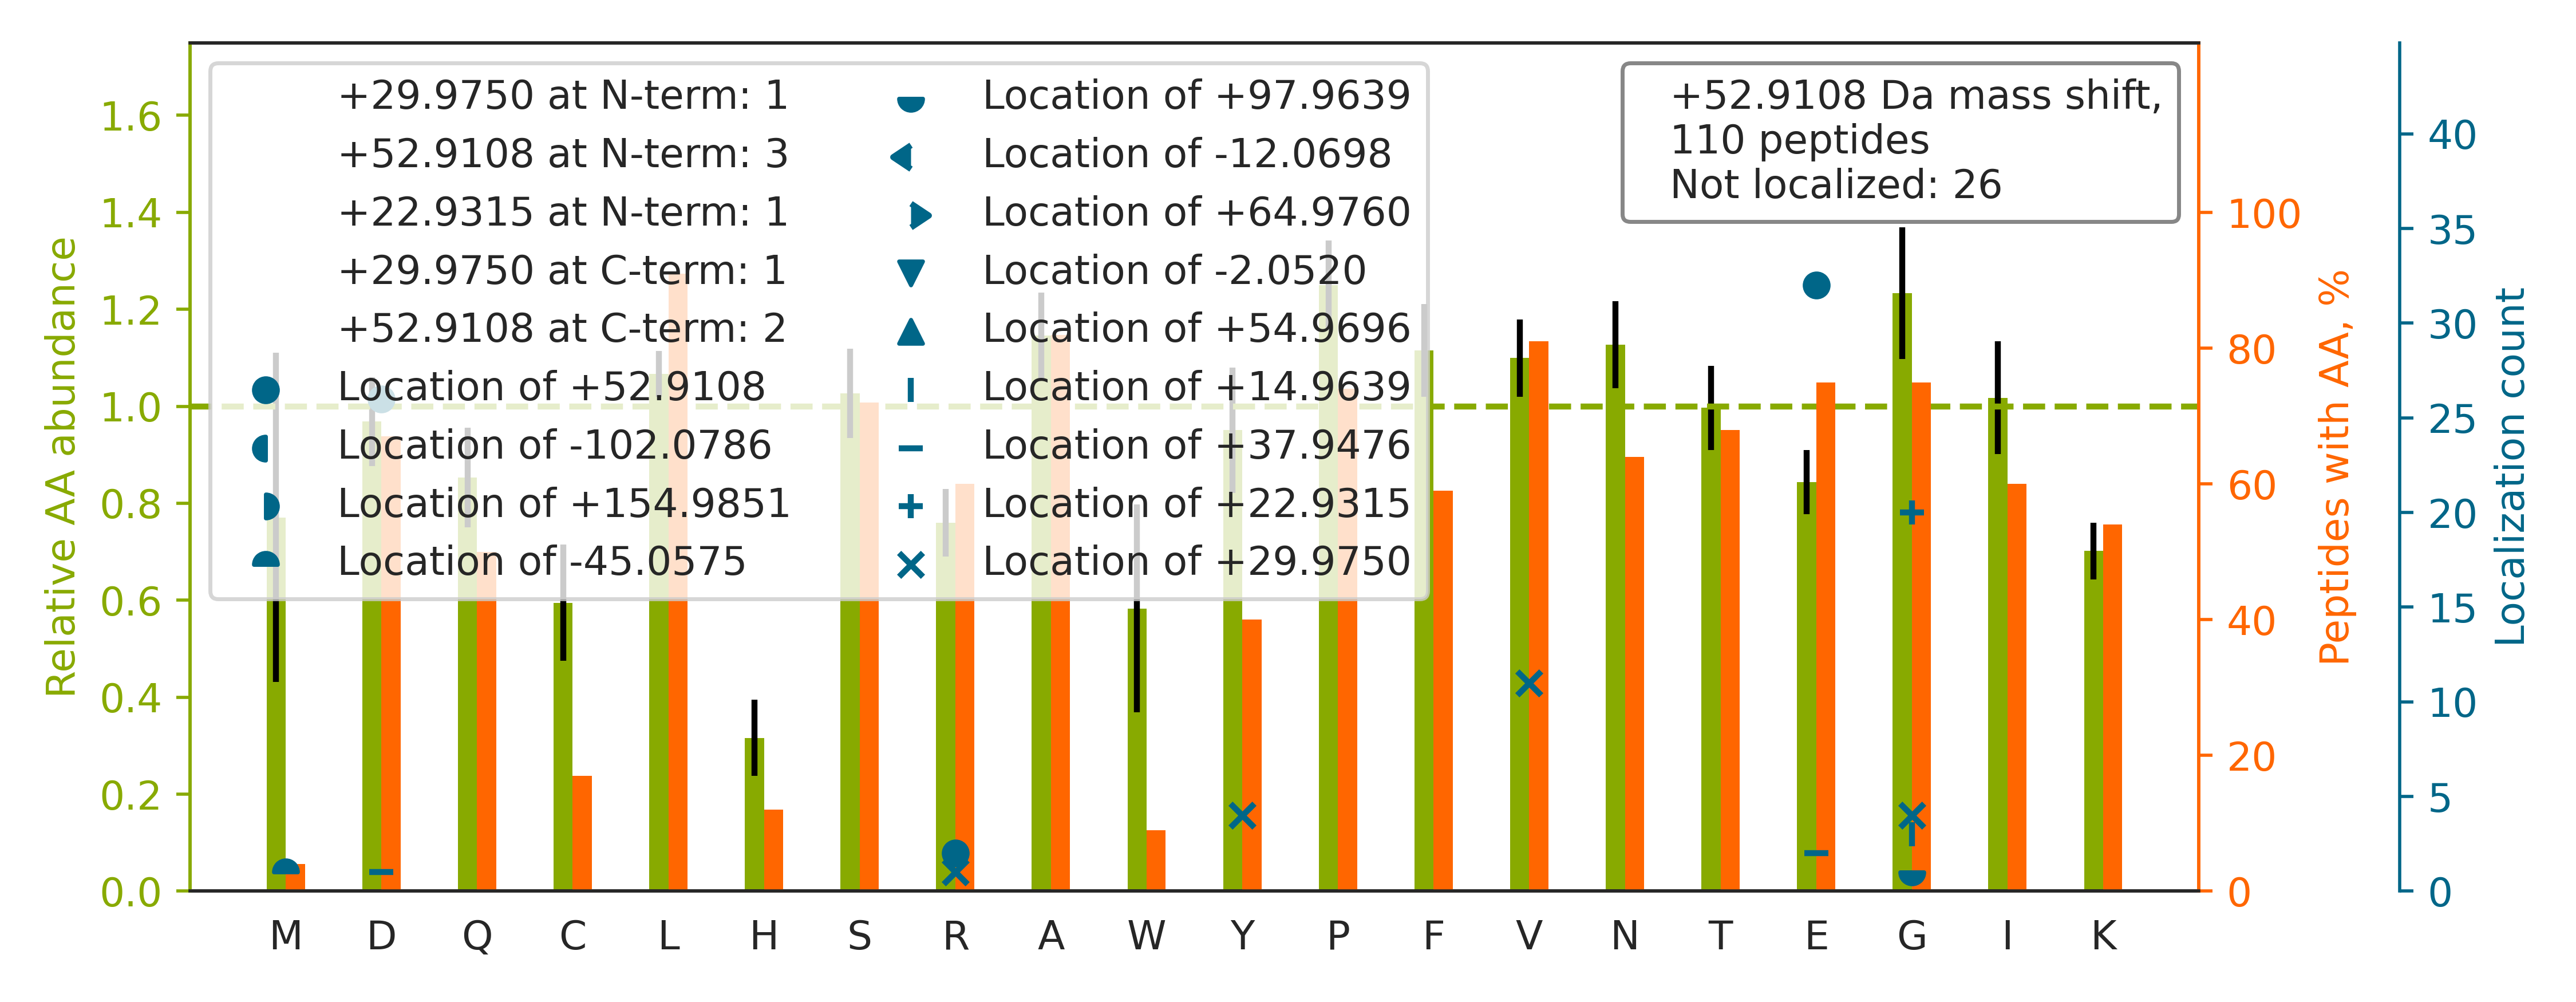 +29.9750 at N-term: 1
+52.9108 at N-term: 3
+22.9315 at N-term: 1
+29.9750 at C-term: 1
+52.9108 at C-term: 2
Location of +52.9108
Location of -102.0786
Location of +154.9851
Location of -45.0575
Location of +97.9639
Location of -12.0698
Location of +64.9760
Location of -2.0520
Location of +54.9696
Location of +14.9639
Location of +37.9476
Location of +22.9315
Location of +29.9750
+52.9108 Da mass shift,
110 peptides
Not localized: 26
Relative AA abundance
1.6
1.4
1.2
1.0
0.8
0.6
0.4
0.2
0.0
M D Q C L H S R A W Y P F V N T E G I K
100
80
60
40
20
0
Peptides with AA, %
40
35
30
25
20
15
10
5
0
Localization count